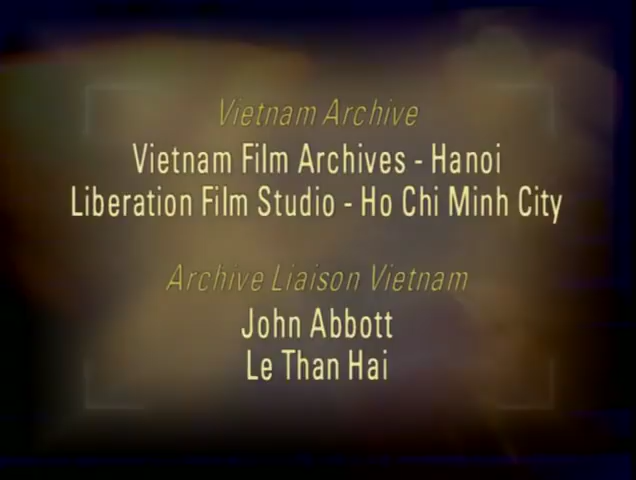 Vietnam Archive
Vietnam Film Archives - Hanoi
Liberation Film Studio - Ho Chi Minh City
Archive Liaison Vietnam
John Abbott
Le Than Hai